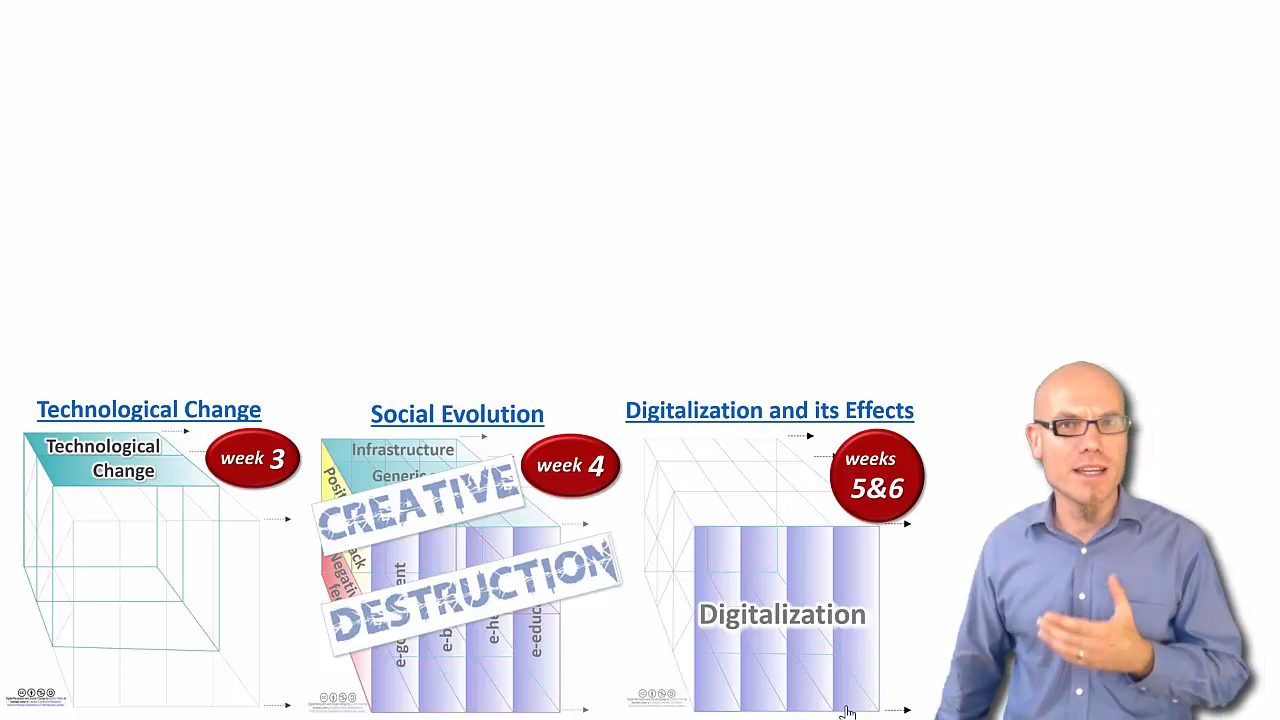 Technological Change
Social Evolution
Digitalization and its Effects
Technological
Change
week 3
Infrastructure
CREATIVE
DESTRUCTION
week 4
weeks
5&6
Digitalization